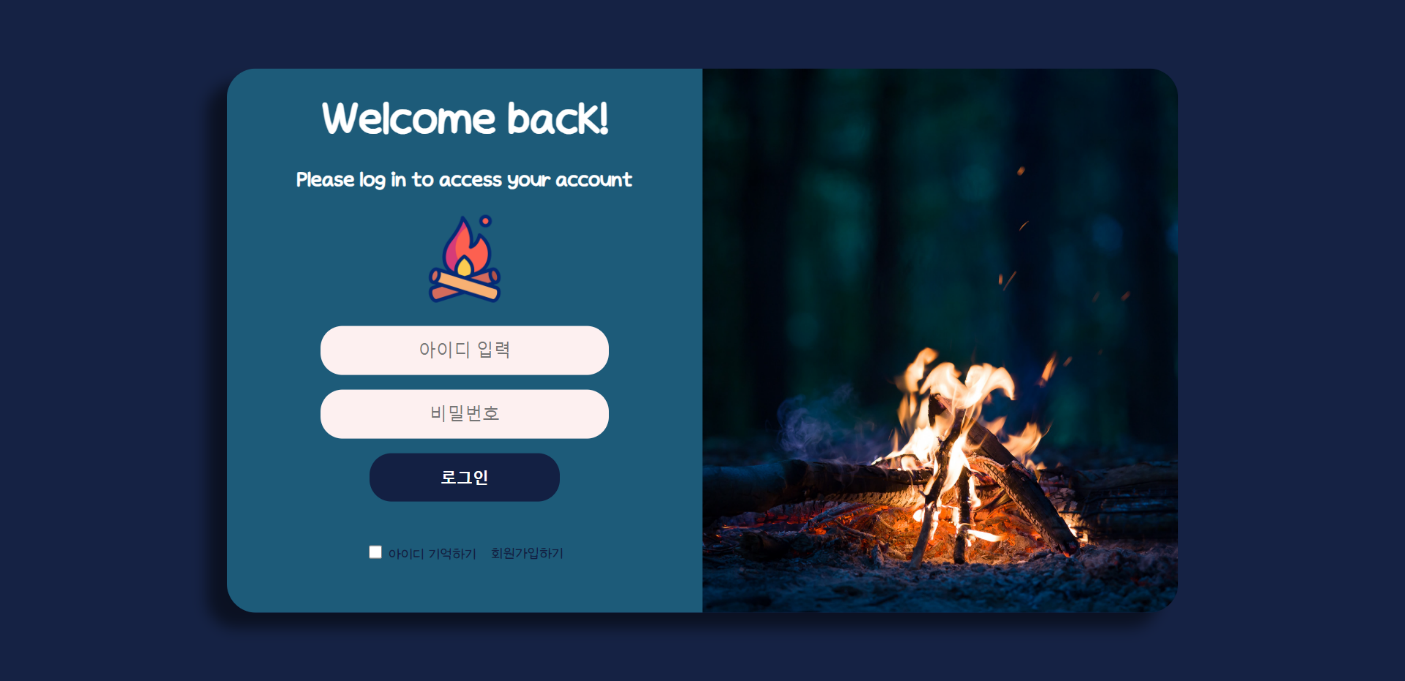 Welcome back!
Please log in to access your account
아이디 입력
비밀번호
로그인
아이디 기억하기 회원가입하기